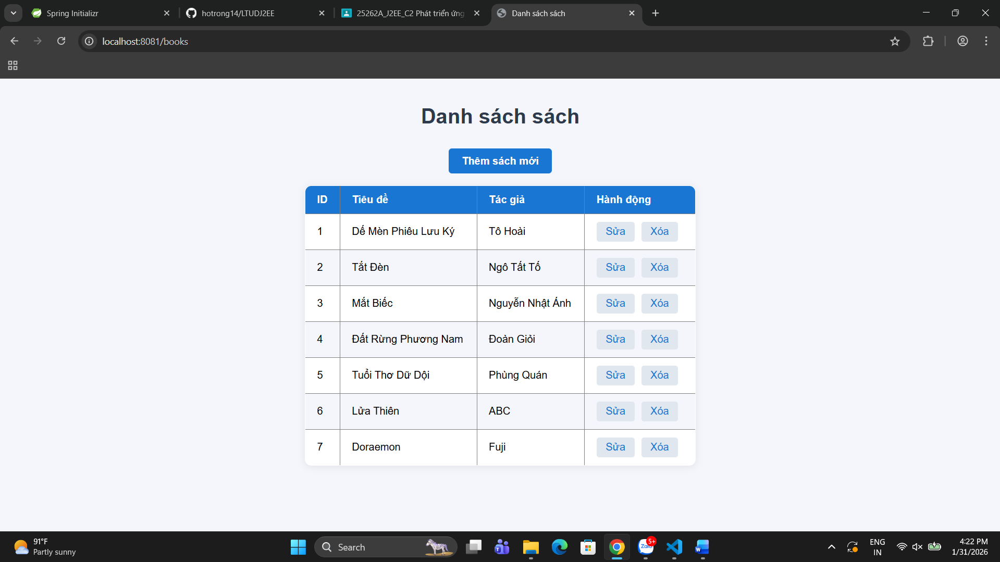 Spring Initializr
hotrong14/LTUDJ2EE
25262A_J2EE_C2 Phát triển ứng
Danh sách sách
localhost:8081/books
Danh sách sách
Thêm sách mới
ID Tiêu đề Tác giả Hành động
1 Dế Mèn Phiêu Lưu Ký Tô Hoài Sửa Xóa
2 Tắt Đèn Ngô Tất Tố Sửa Xóa
3 Mắt Biếc Nguyễn Nhật Ánh Sửa Xóa
4 Đất Rừng Phương Nam Đoàn Giỏi Sửa Xóa
5 Tuổi Thơ Dữ Dội Phùng Quán Sửa Xóa
6 Lửa Thiên ABC Sửa Xóa
7 Doraemon Fuji Sửa Xóa
91°F
Partly sunny
Search
T
Zalo
5+
W
ENG
IN
4:22 PM
1/31/2026